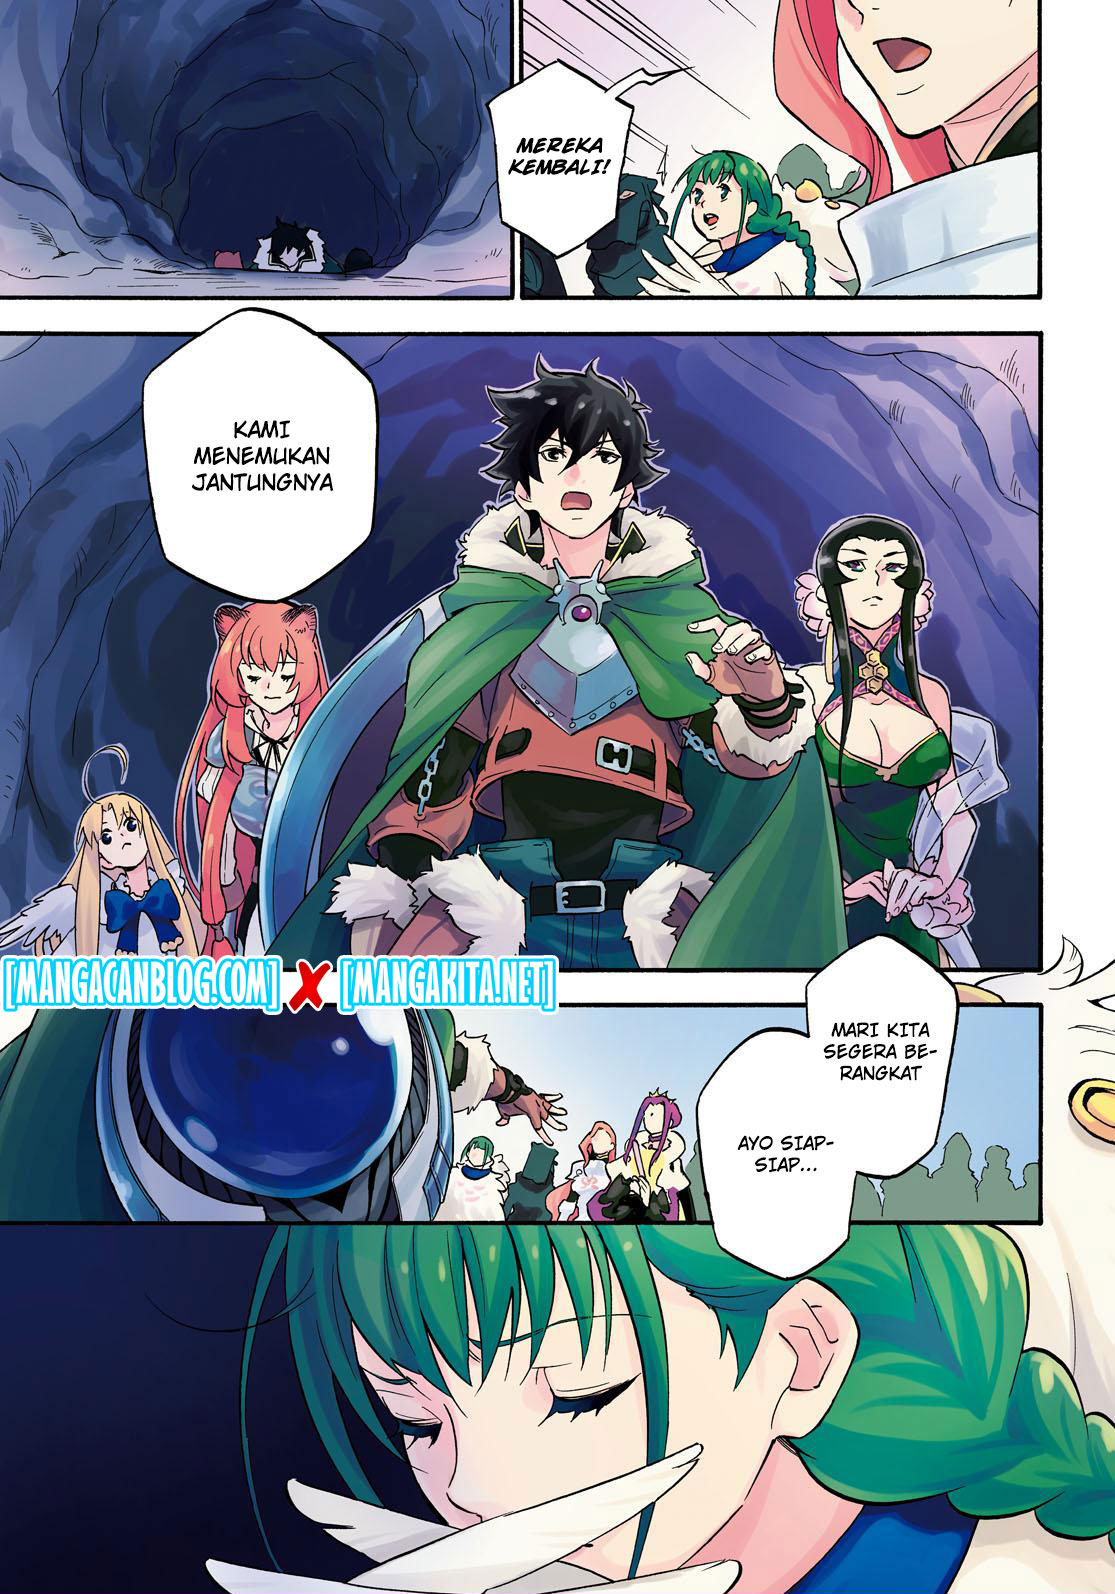 MEREKA
KEMBALI!
KAMI
MENEMUKAN
JANTUNGNYA
[MANGACANBLOG.COM] X [MANGAKITA.NET]
MARI KITA
SEGERA BE-
RANGKAT
AYO SIAP-
SIAP...